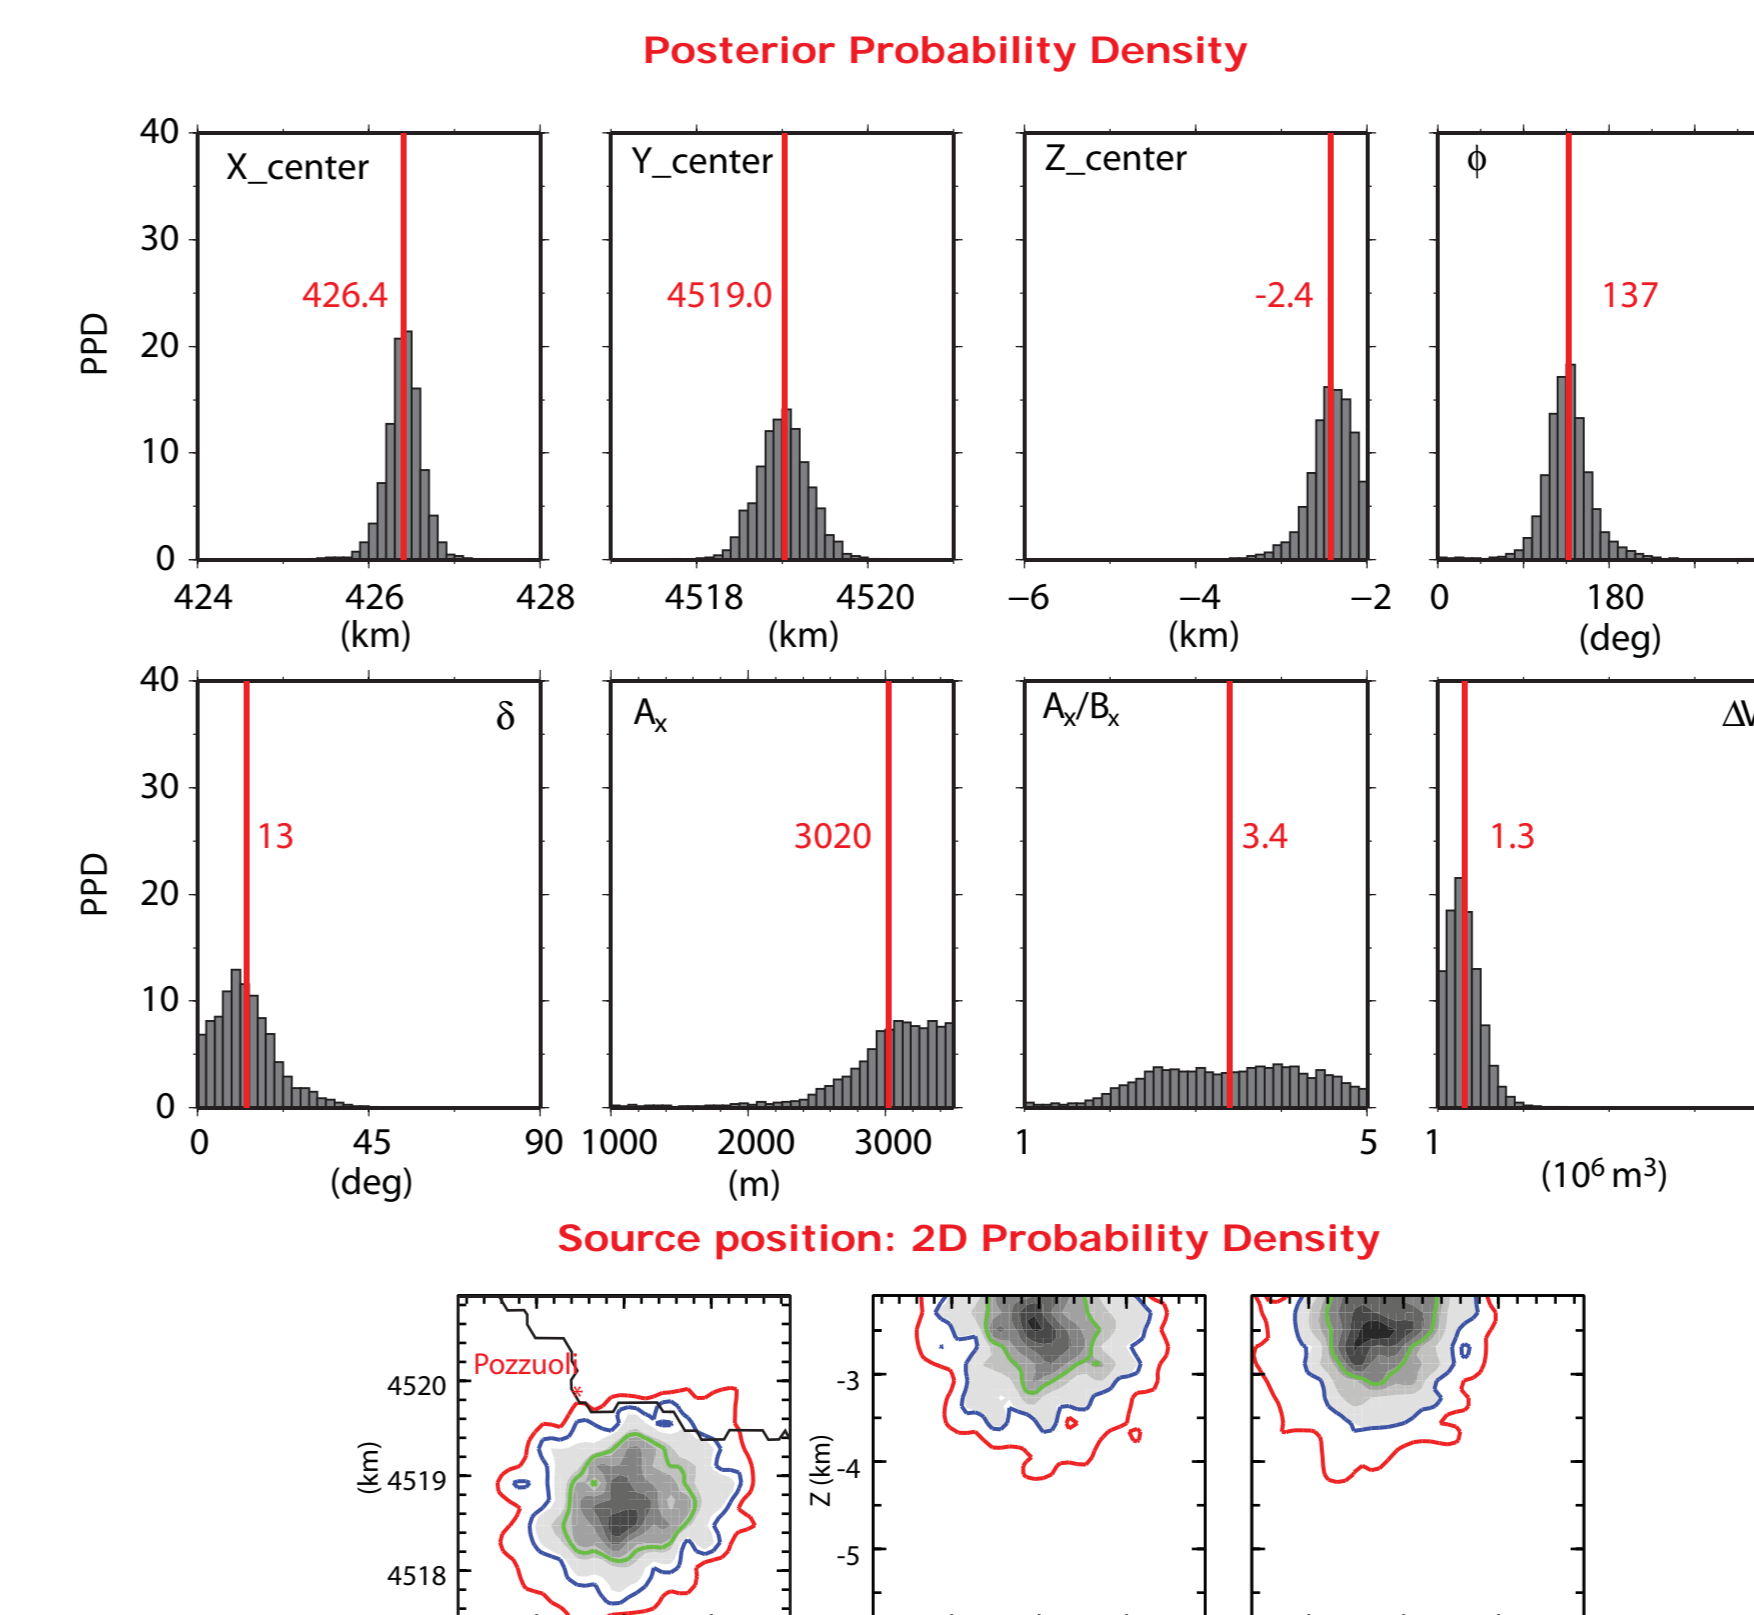 Posterior Probability Density
PPD
40
30
20
10
0
X_center
426.4
424 426 428
(km)
Y_center
4519.0
4518 4520
(km)
Z_center
-2.4
−6 −4 −2
(km)
ϕ
137
0 180
(deg)
PPD
40
30
20
10
0
δ
13
0 45 90
(deg)
Ax
3020
1000 2000 3000
(m)
Ax/Bx
3.4
1 5
ΔV
1.3
1
(10⁶ m³)
Source position: 2D Probability Density
Pozzuoli
*
4520
4519
4518
(km)
-3
-4
-5
Z (km)